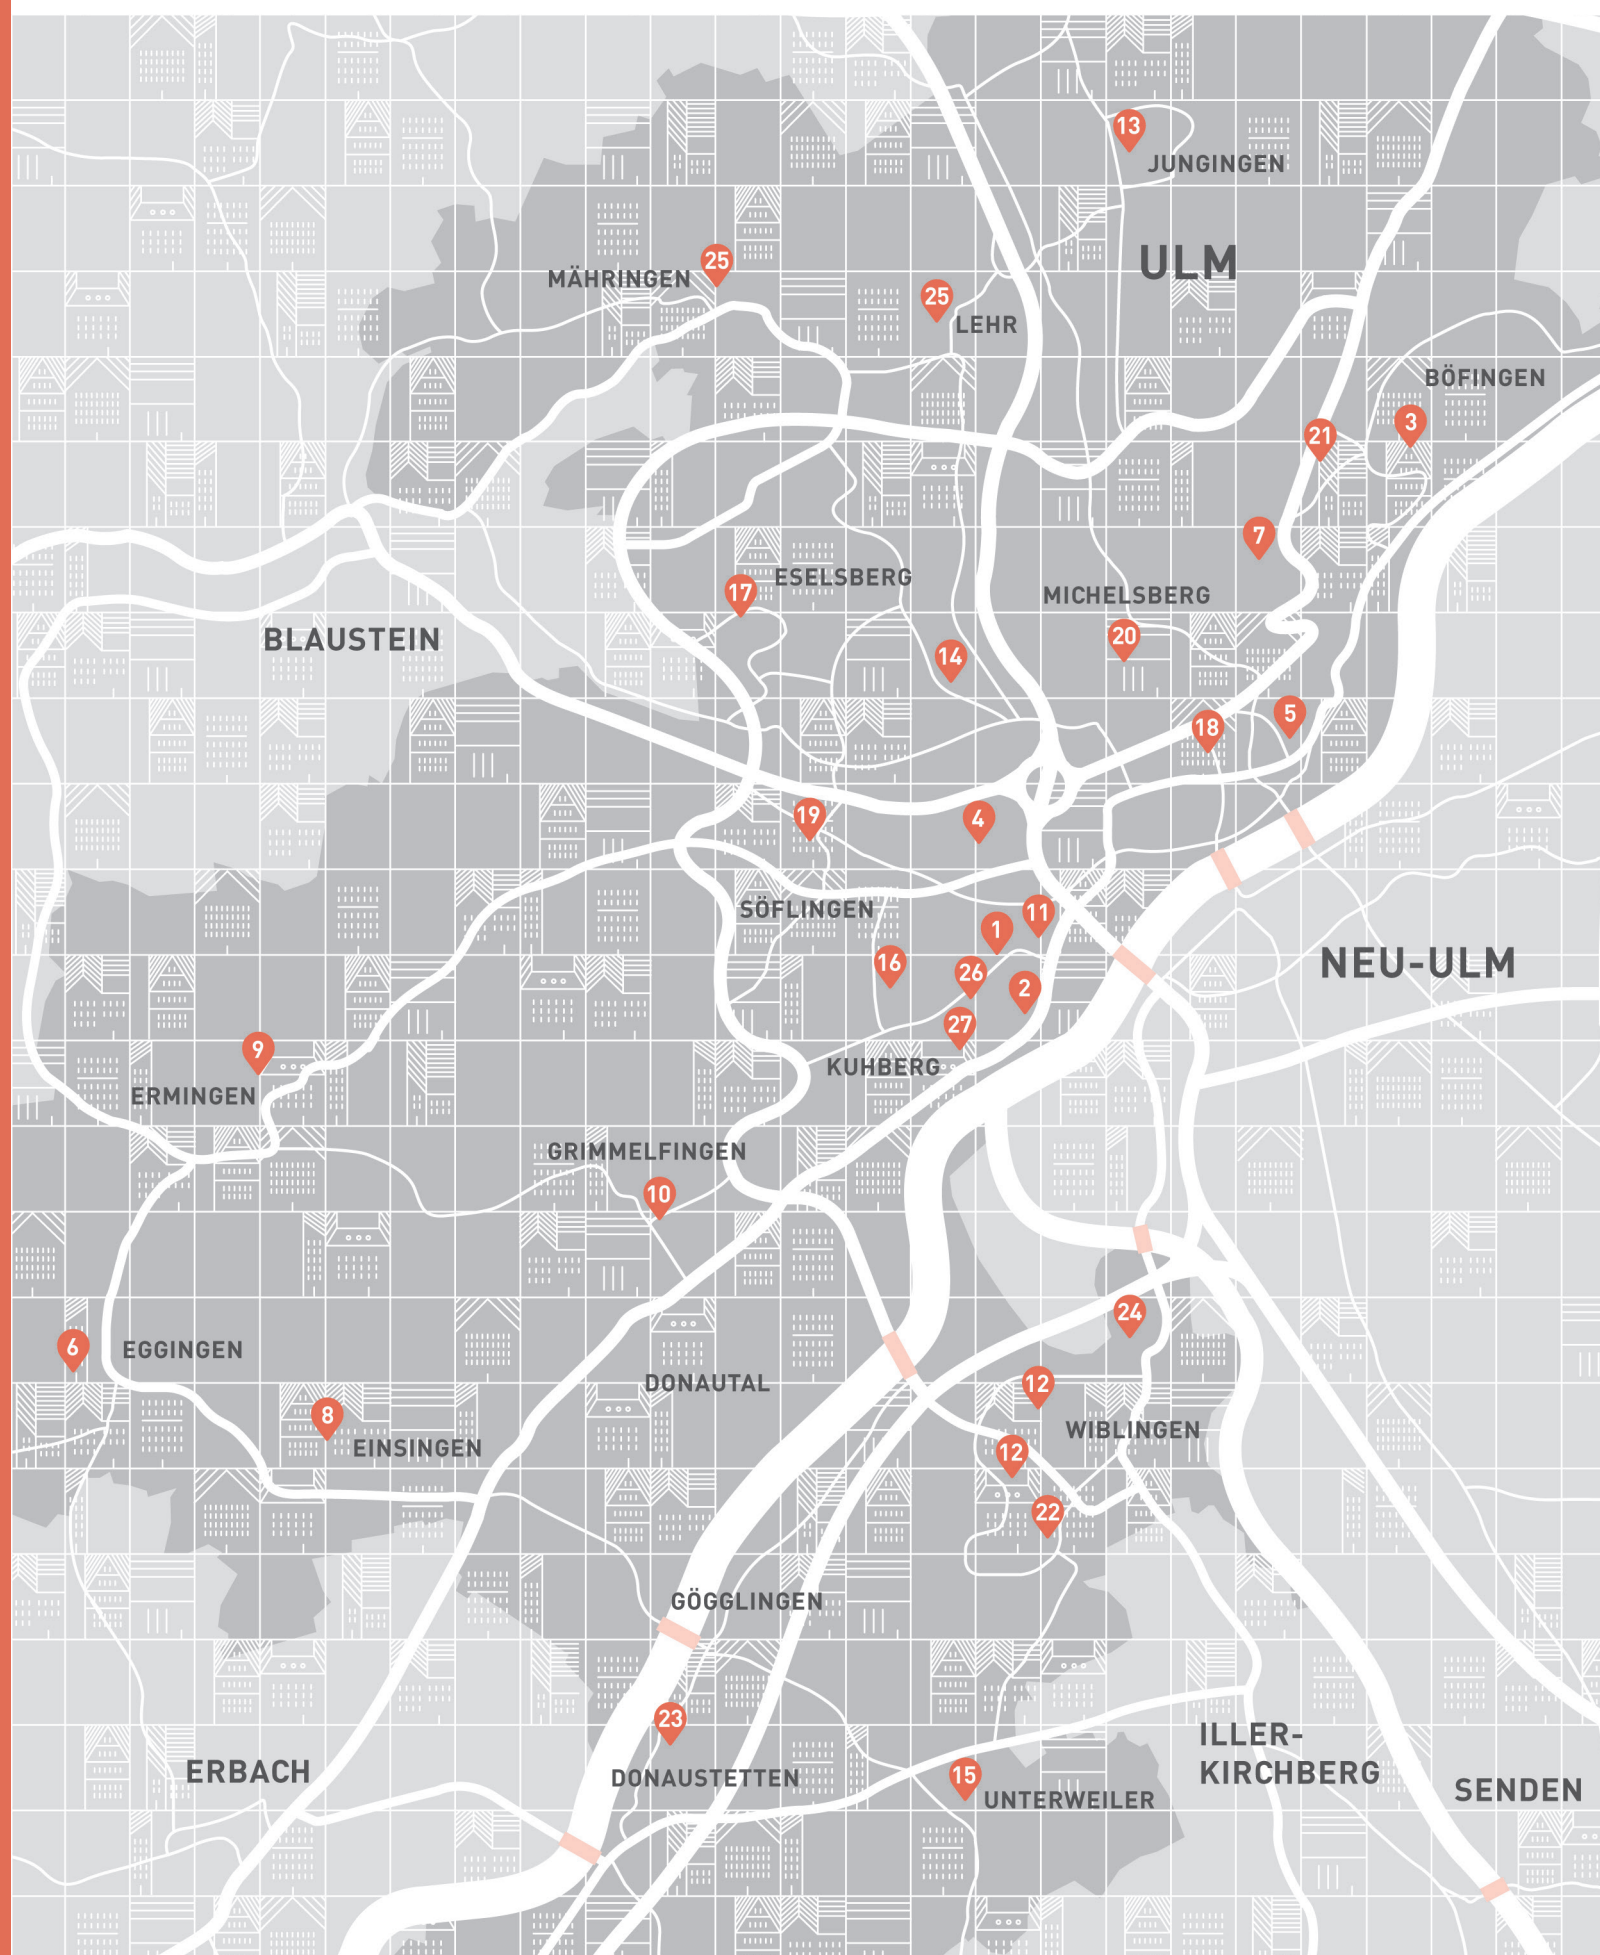 13
JUNGINGEN
ULM
25
MÄHRINGEN
25
LEHR
BÖFINGEN
3
21
7
ESELSBERG
17
MICHELSBERG
20
BLAUSTEIN
14
5
18
19
4
SÖFLINGEN
11
1
NEU-ULM
16
26
2
27
9
KUHBERG
ERMINGEN
GRIMMELFINGEN
10
24
6
EGGINGEN
DONAUTAL
12
8
WIBLINGEN
EINSINGEN
12
22
GÖGGLINGEN
23
ILLER-
KIRCHBERG
ERBACH
DONAUSTETTEN
15
SENDEN
UNTERWEILER